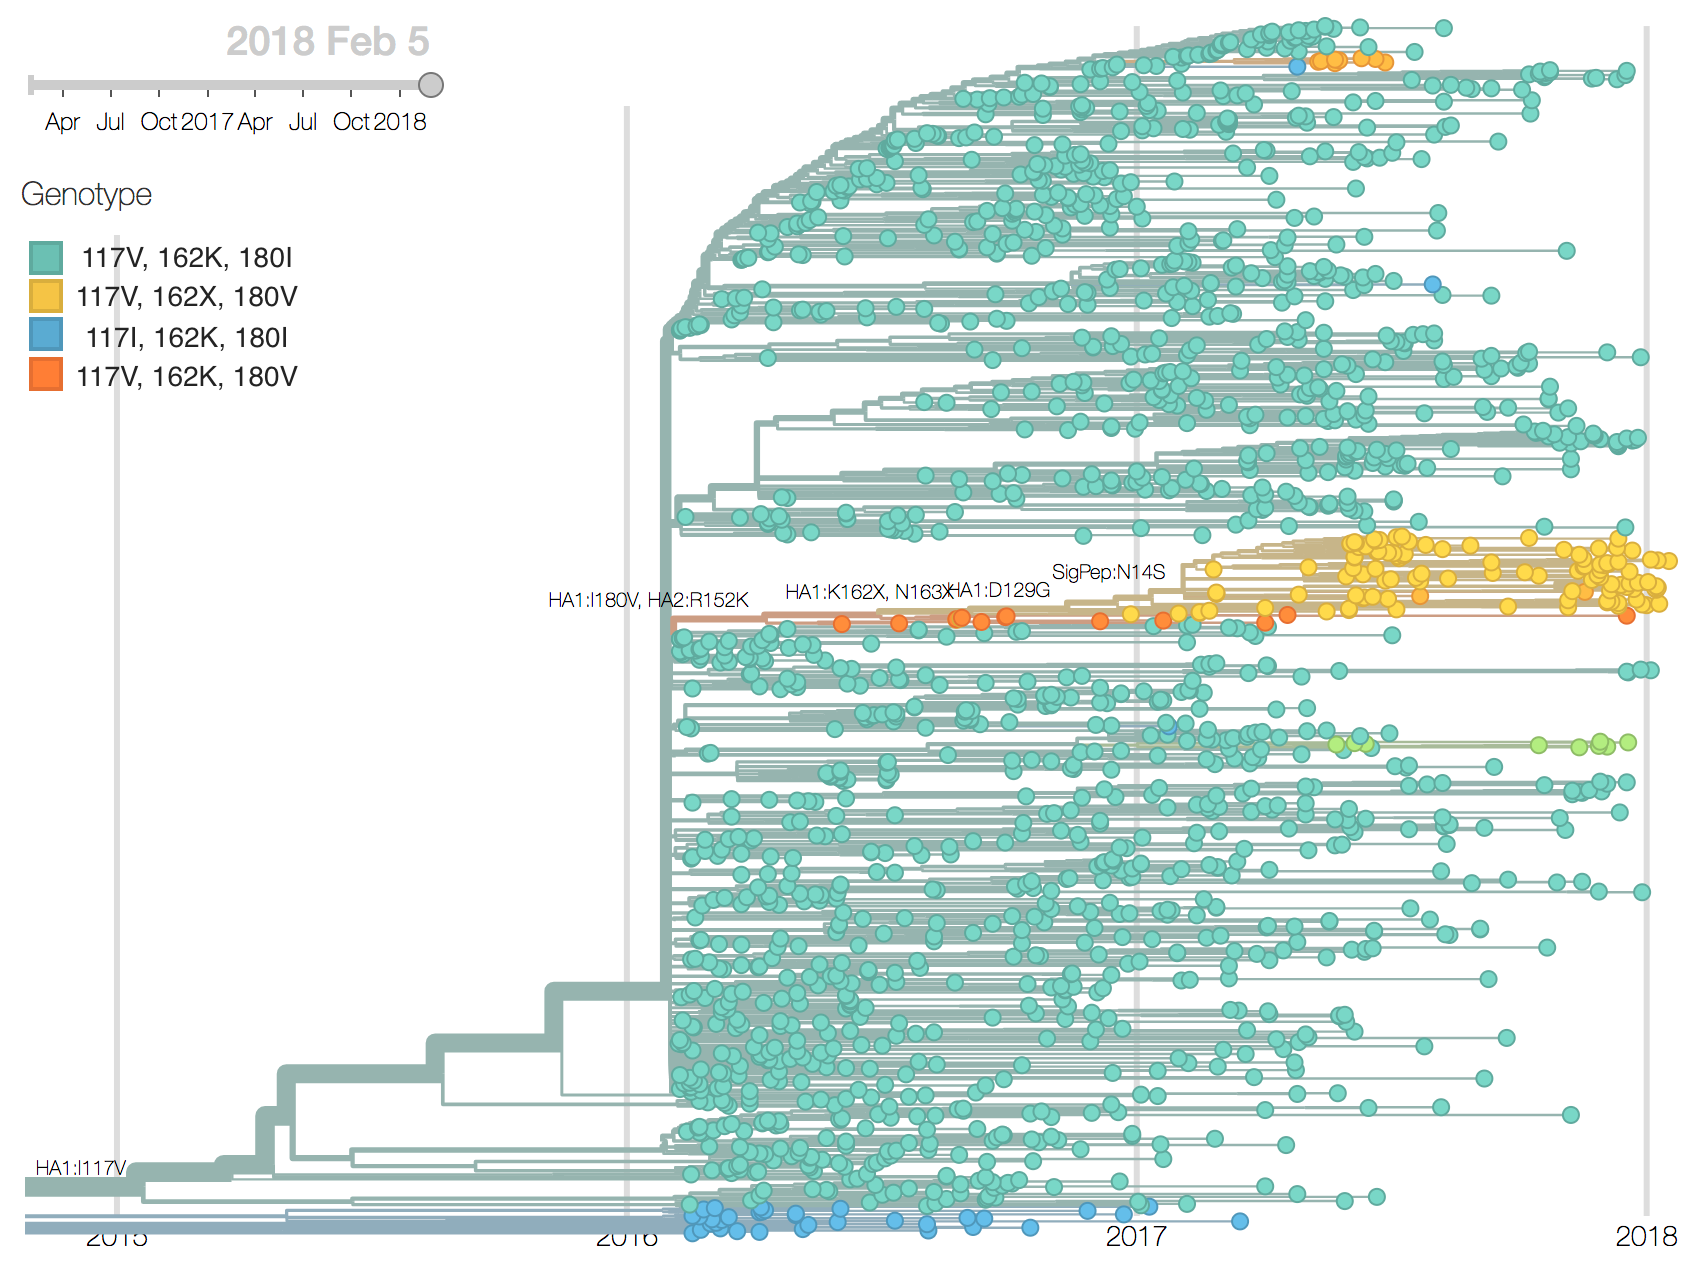 2018 Feb 5
Apr Jul Oct 2017 Apr Jul Oct 2018
Genotype
117V, 162K, 180I
117V, 162X, 180V
117I, 162K, 180I
117V, 162K, 180V
SigPep:N14S
HA1:I180V, HA2:R152K HA1:K162X, N163X HA1:D129G
HA1:I117V
2015 2016 2017 2018